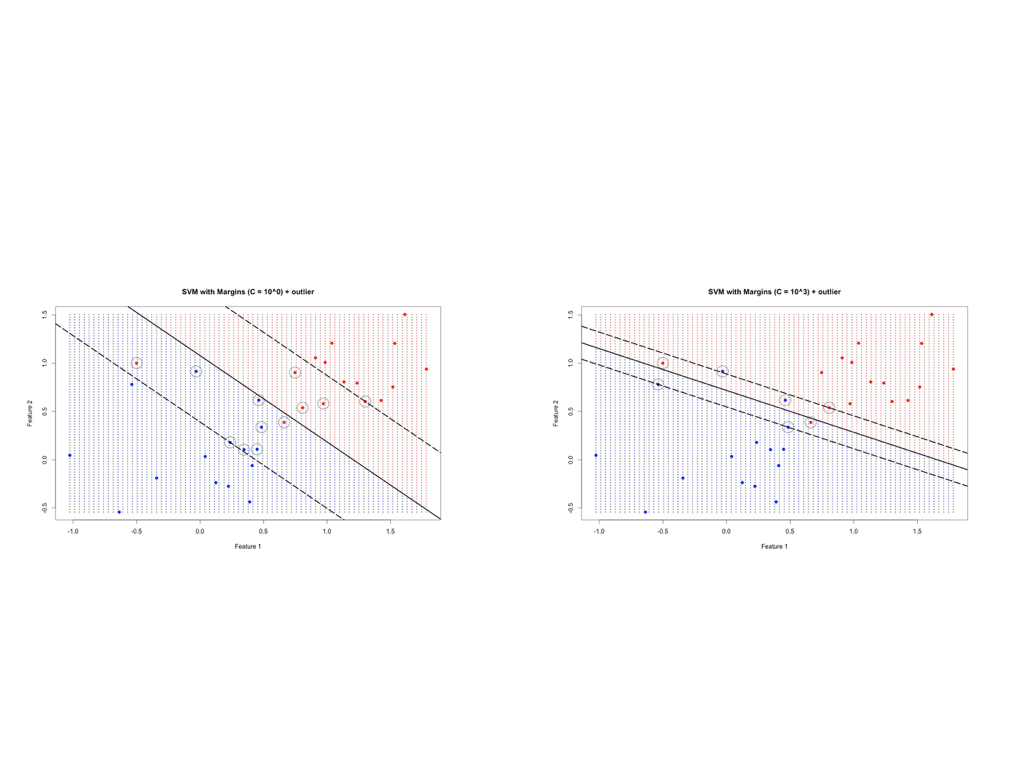 SVM with Margins (C = 10^0) + outlier
Feature 2
1.5
1.0
0.5
0.0
-0.5
-1.0 -0.5 0.0 0.5 1.0 1.5
Feature 1
SVM with Margins (C = 10^3) + outlier
Feature 2
1.5
1.0
0.5
0.0
-0.5
-1.0 -0.5 0.0 0.5 1.0 1.5
Feature 1